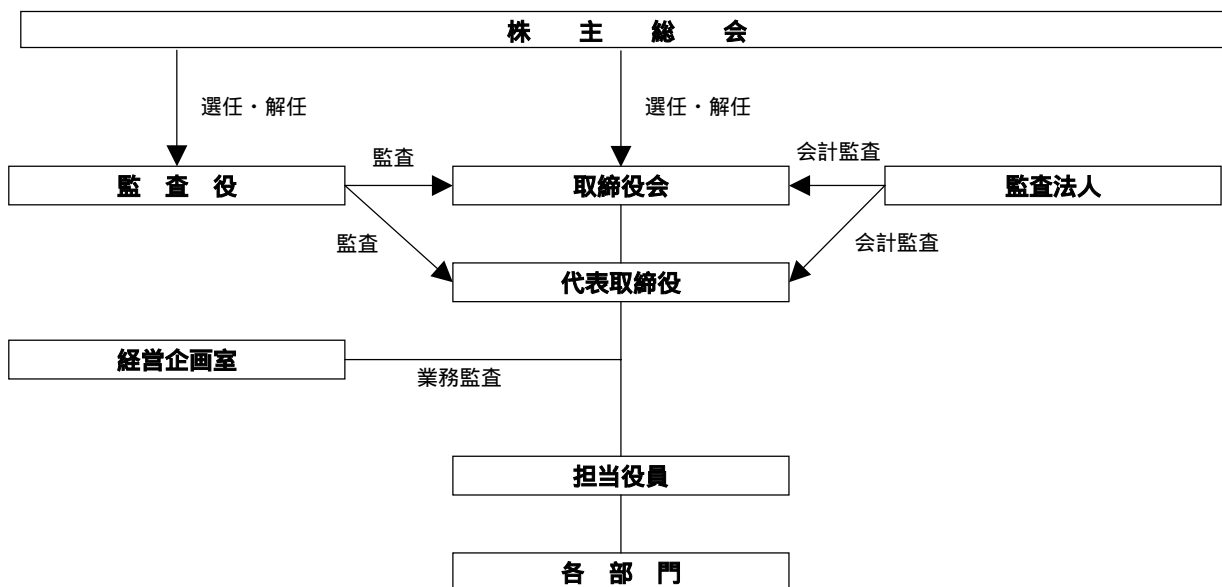 株 主 総 会
選任・解任
選任・解任
監査
会計監査
監 査 役
取締役会
監査法人
監査
会計監査
代表取締役
経営企画室
業務監査
担当役員
各 部 門